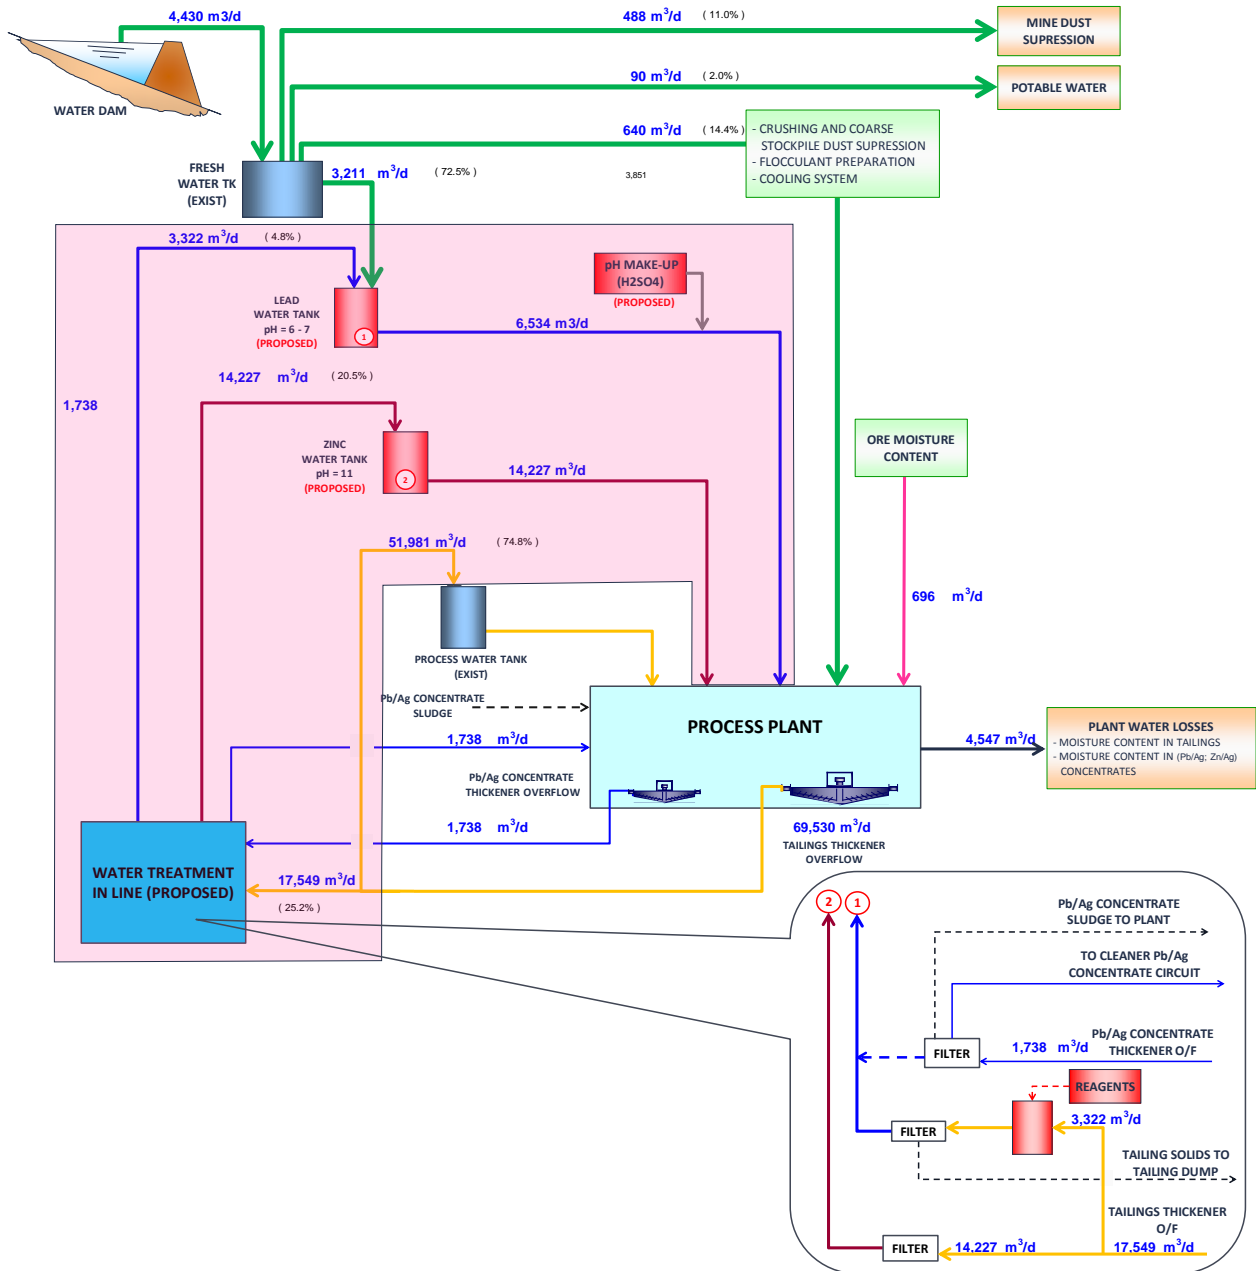 4,430 m3/d
488 m³/d ( 11.0%)
MINE DUST
SUPRESSION
WATER DAM
90 m³/d ( 2.0%)
POTABLE WATER
640 m³/d ( 14.4%)
- CRUSHING AND COARSE
STOCKPILE DUST SUPRESSION
- FLOCCULANT PREPARATION
- COOLING SYSTEM
FRESH
WATER TK
(EXIST)
3,211 m³/d ( 72.5%)
3,851
3,322 m³/d ( 4.8%)
pH MAKE-UP
(H2SO4)
(PROPOSED)
LEAD
WATER TANK
pH = 6 - 7
(PROPOSED)
1
6,534 m3/d
14,227 m³/d ( 20.5%)
1,738
ZINC
WATER TANK
pH = 11
(PROPOSED)
2
14,227 m³/d
ORE MOISTURE
CONTENT
51,981 m³/d ( 74.8%)
696 m³/d
PROCESS WATER TANK
(EXIST)
Pb/Ag CONCENTRATE
SLUDGE
PROCESS PLANT
1,738 m³/d
4,547 m³/d
PLANT WATER LOSSES
- MOISTURE CONTENT IN TAILINGS
- MOISTURE CONTENT IN (Pb/Ag; Zn/Ag)
CONCENTRATES
Pb/Ag CONCENTRATE
THICKENER OVERFLOW
1,738 m³/d
69,530 m³/d
TAILINGS THICKENER
OVERFLOW
WATER TREATMENT
IN LINE (PROPOSED)
17,549 m³/d
( 25.2%)
2 1
Pb/Ag CONCENTRATE
SLUDGE TO PLANT
TO CLEANER Pb/Ag
CONCENTRATE CIRCUIT
FILTER
1,738 m³/d
Pb/Ag CONCENTRATE
THICKENER O/F
REAGENTS
3,322 m³/d
FILTER
TAILING SOLIDS TO
TAILING DUMP
TAILINGS THICKENER
O/F
FILTER
14,227 m³/d
17,549 m³/d